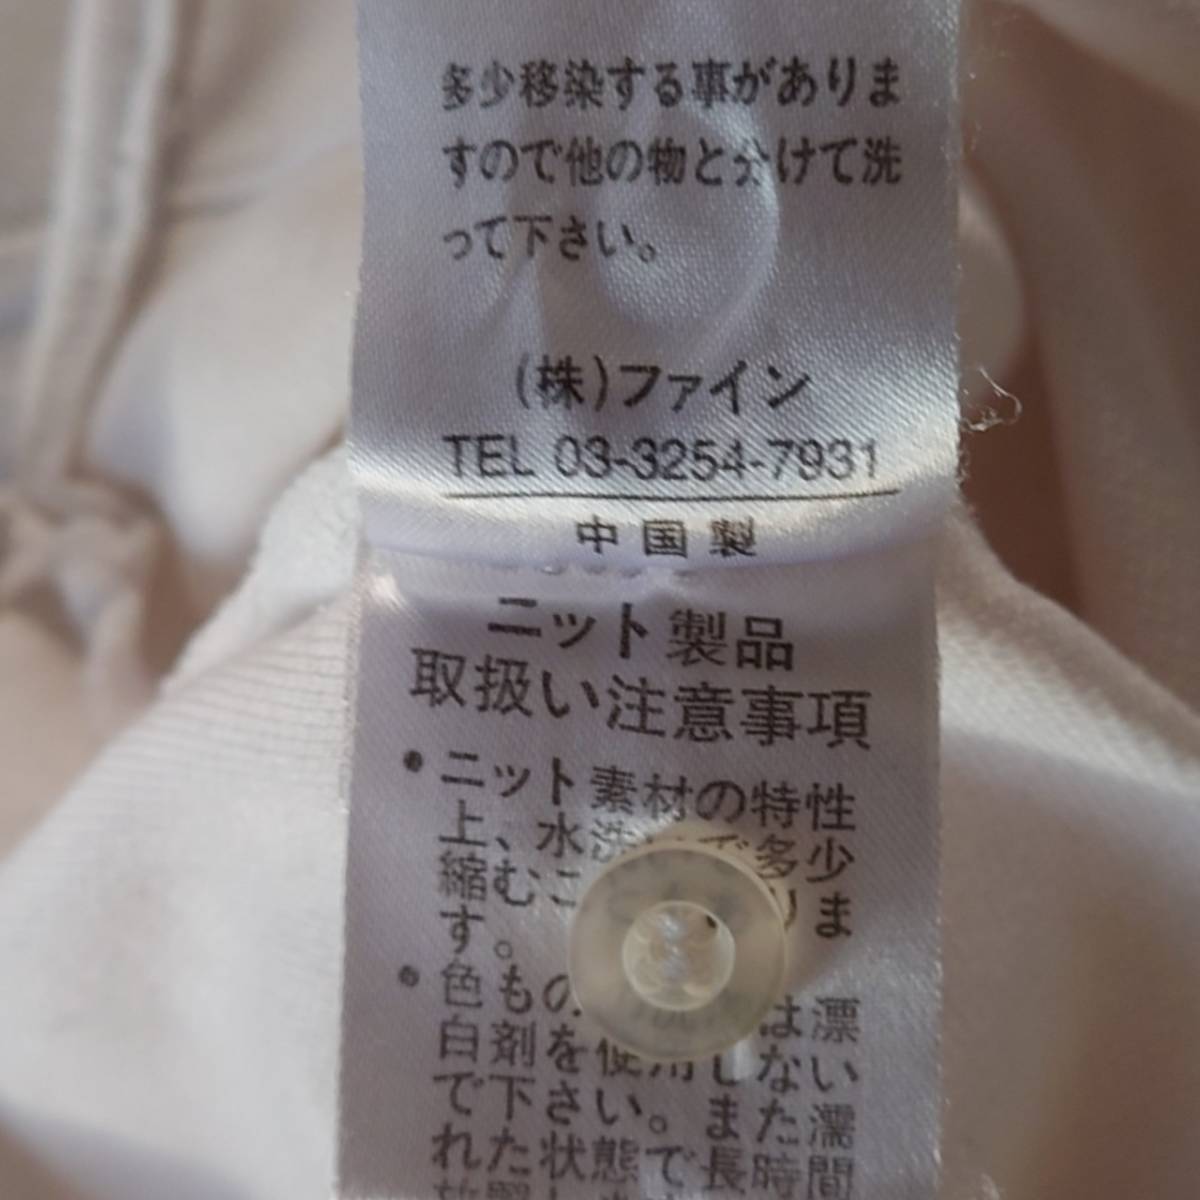 多少移染する事がありま
すので他の物と分けて洗
って下さい。
(株)ファイン
TEL 03-3254-7931
中国製
ニット製品
取扱い注意事項
•ニット素材の特性
上、水洗いで多少
縮むこ りま
す。
•色もの は漂
白剤を使用しない
で下さい。また濡
れた状態で長時間